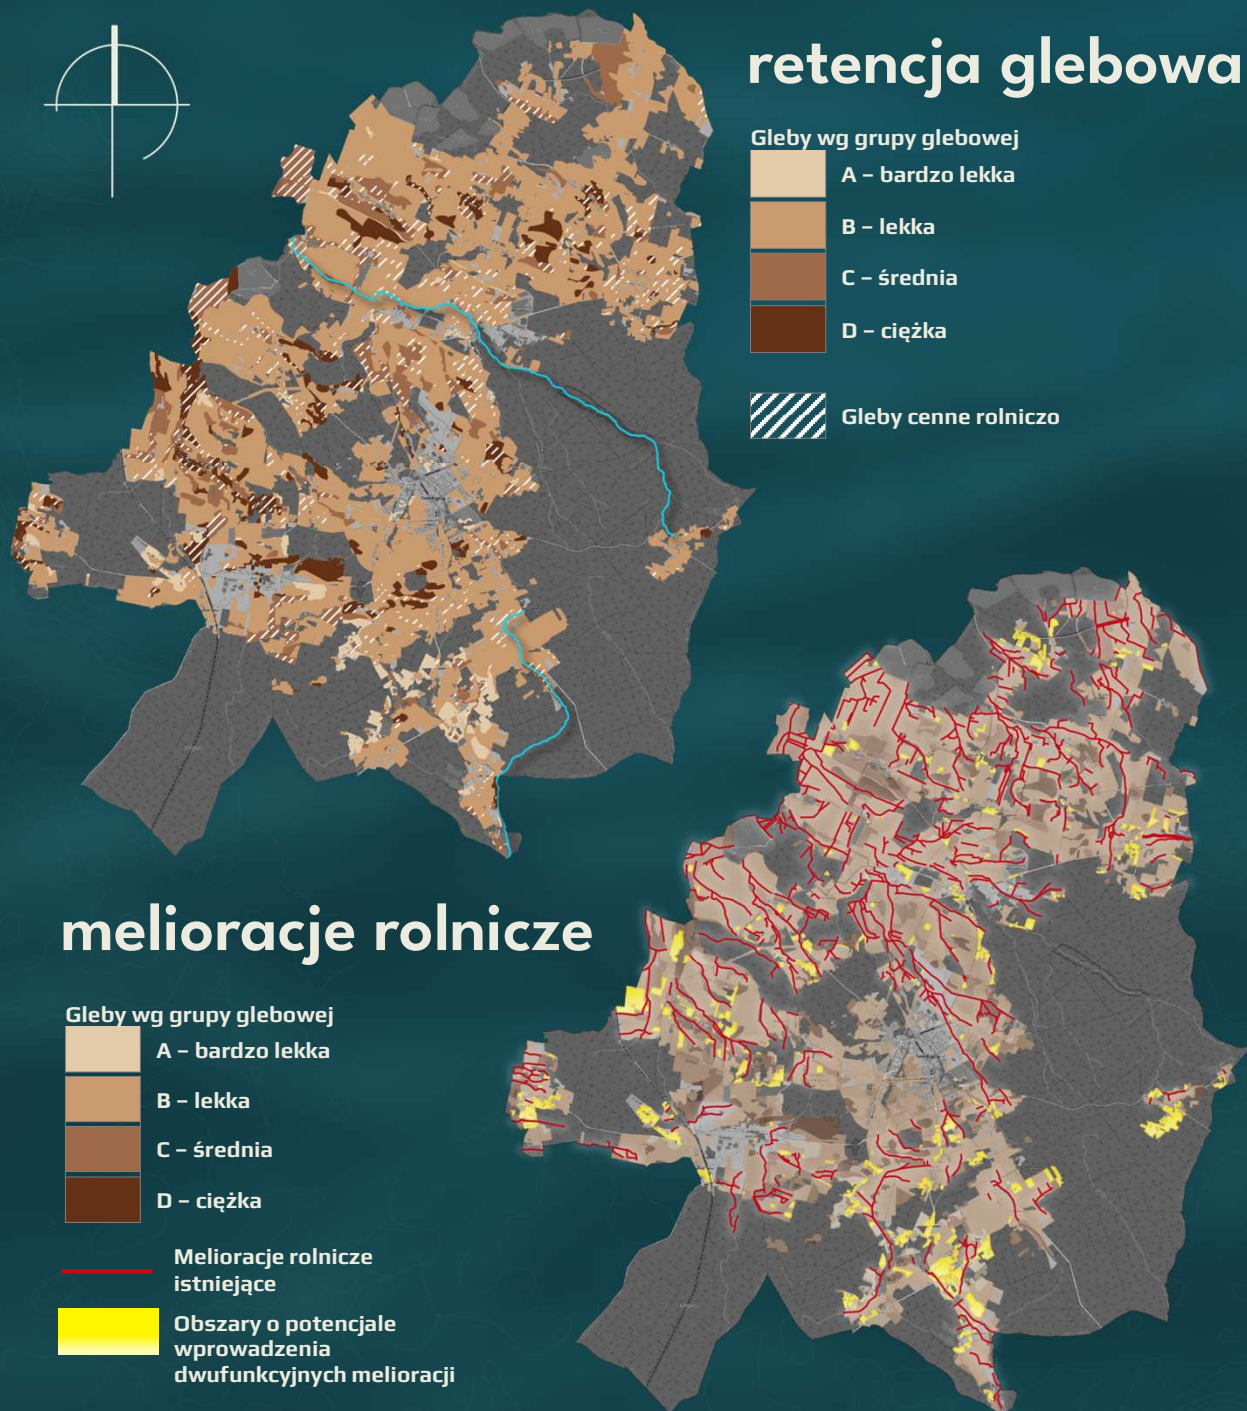 retencja glebowa
Gleby wg grupy glebowej
A – bardzo lekka
B – lekka
C – średnia
D – ciężka
Gleby cenne rolniczo
melioracje rolnicze
Gleby wg grupy glebowej
A – bardzo lekka
B – lekka
C – średnia
D – ciężka
Melioracje rolnicze
istniejące
Obszary o potencjale
wprowadzenia
dwufunkcyjnych melioracji